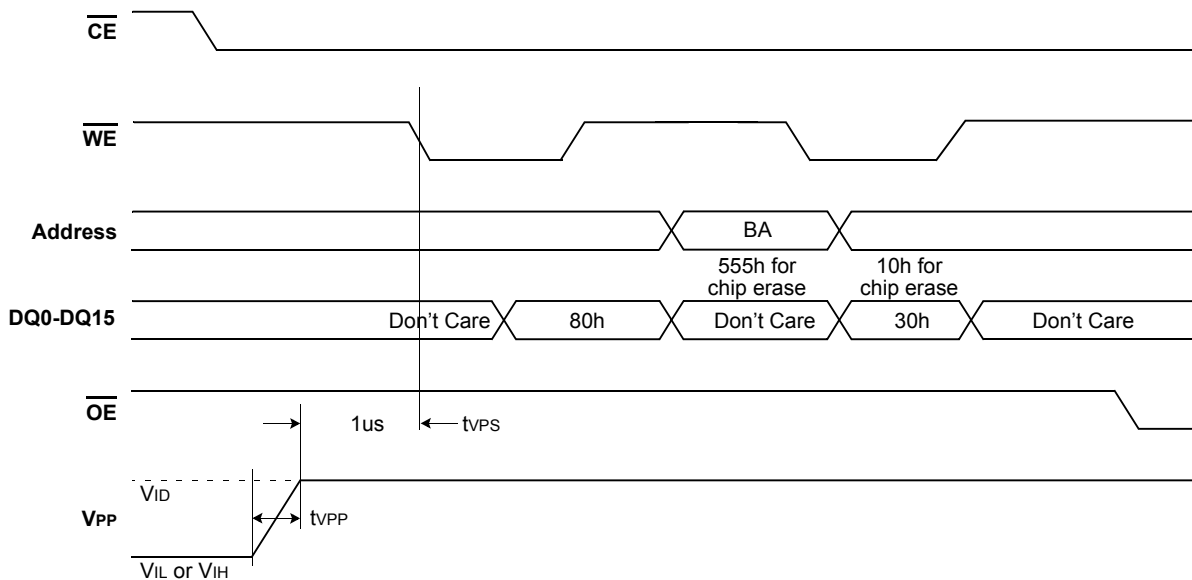 CE
WE
Address
BA
555h for
chip erase
10h for
chip erase
DQ0-DQ15
Don't Care
80h
Don't Care
30h
Don't Care
OE
1us
tVPS
VID
VPP
tVPP
VIL or VIH